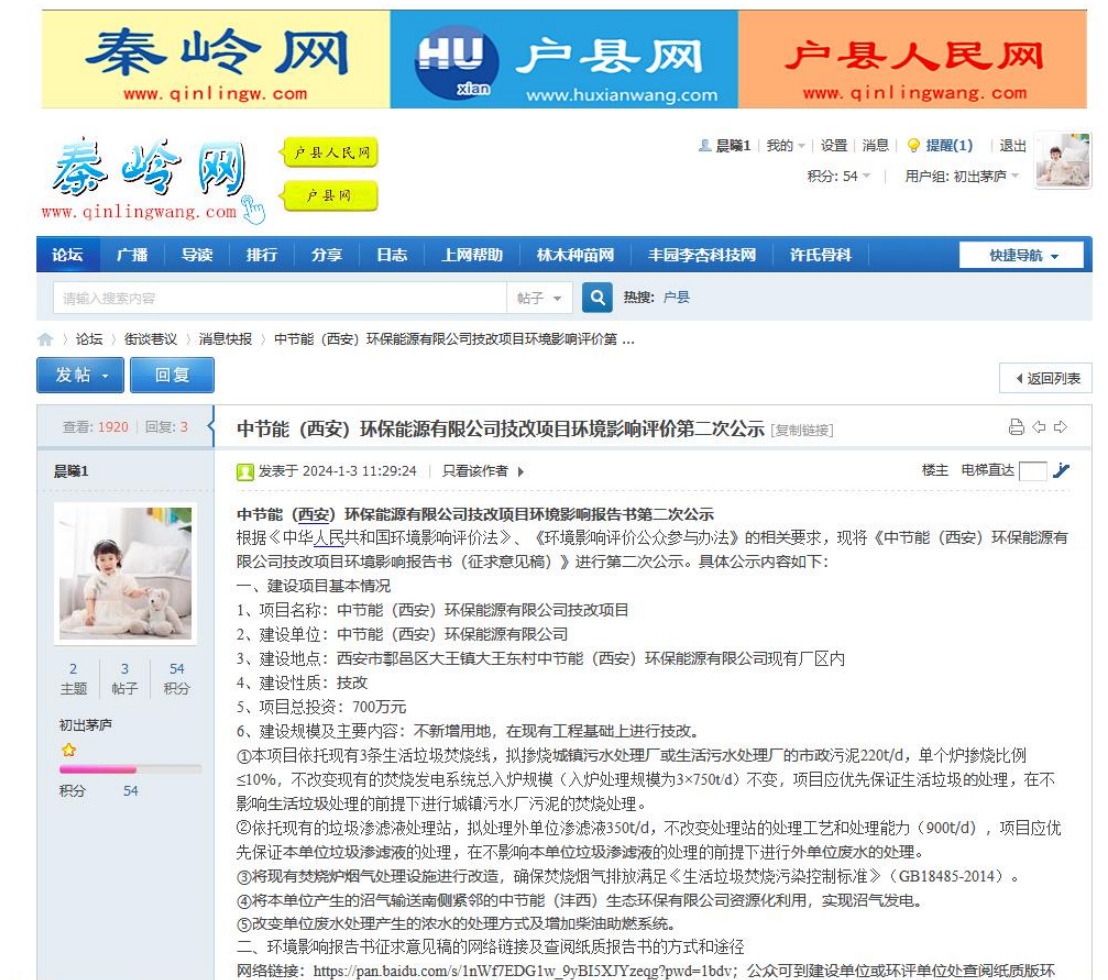 秦岭网
www.qinlingw.com
HU
xian
户县网
www.huxianwang.com
户县人民网
www.qinlingwang.com
秦岭网
www.qinlingwang.com
户县人民网
户县网
晨曦1 我的 设置 消息 提醒(1) 退出
积分: 54 用户组: 初出茅庐
论坛 广播 导读 排行 分享 日志 上网帮助 林木种苗网 丰园李杏科技网 许氏骨科 快捷导航
请输入搜索内容 帖子 热搜: 户县
论坛 〉 街谈巷议 〉 消息快报 〉 中节能（西安）环保能源有限公司技改项目环境影响评价第 ...
发帖 回复 返回列表
查看: 1920 回复: 3
中节能（西安）环保能源有限公司技改项目环境影响评价第二次公示 [复制链接]
晨曦1
发表于 2024-1-3 11:29:24 只看该作者 楼主 电梯直达
2 3 54
主题 帖子 积分
初出茅庐
积分 54
中节能（西安）环保能源有限公司技改项目环境影响报告书第二次公示
根据《中华人民共和国环境影响评价法》、《环境影响评价公众参与办法》的相关要求，现将《中节能（西安）环保能源有
限公司技改项目环境影响报告书（征求意见稿）》进行第二次公示。具体公示内容如下：
一、建设项目基本情况
1、项目名称：中节能（西安）环保能源有限公司技改项目
2、建设单位：中节能（西安）环保能源有限公司
3、建设地点：西安市鄠邑区大王镇大王东村中节能（西安）环保能源有限公司现有厂区内
4、建设性质：技改
5、项目总投资：700万元
6、建设规模及主要内容：不新增用地，在现有工程基础上进行技改。
①本项目依托现有3条生活垃圾焚烧线，拟掺烧城镇污水处理厂或生活污水处理厂的市政污泥220t/d，单个炉掺烧比例
≤10%，不改变现有的焚烧发电系统总入炉规模（入炉处理规模为3×750t/d）不变，项目应优先保证生活垃圾的处理，在不
影响生活垃圾处理的前提下进行城镇污水厂污泥的焚烧处理。
②依托现有的垃圾渗滤液处理站，拟处理外单位渗滤液350t/d，不改变处理站的处理工艺和处理能力（900t/d），项目应优
先保证本单位垃圾渗滤液的处理，在不影响本单位垃圾渗滤液的处理的前提下进行外单位废水的处理。
③将现有焚烧炉烟气处理设施进行改造，确保焚烧烟气排放满足《生活垃圾焚烧污染控制标准》（GB18485-2014）。
④将本单位产生的沼气输送南侧紧邻的中节能（沣西）生态环保有限公司资源化利用，实现沼气发电。
⑤改变单位废水处理产生的浓水的处理方式及增加柴油助燃系统。
二、环境影响报告书征求意见稿的网络链接及查阅纸质报告书的方式和途径
网络链接：https://pan.baidu.com/s/1nWf7EDG1w_9yBI5XJYzeqg?pwd=1bdv；公众可到建设单位或环评单位处查阅纸质版环